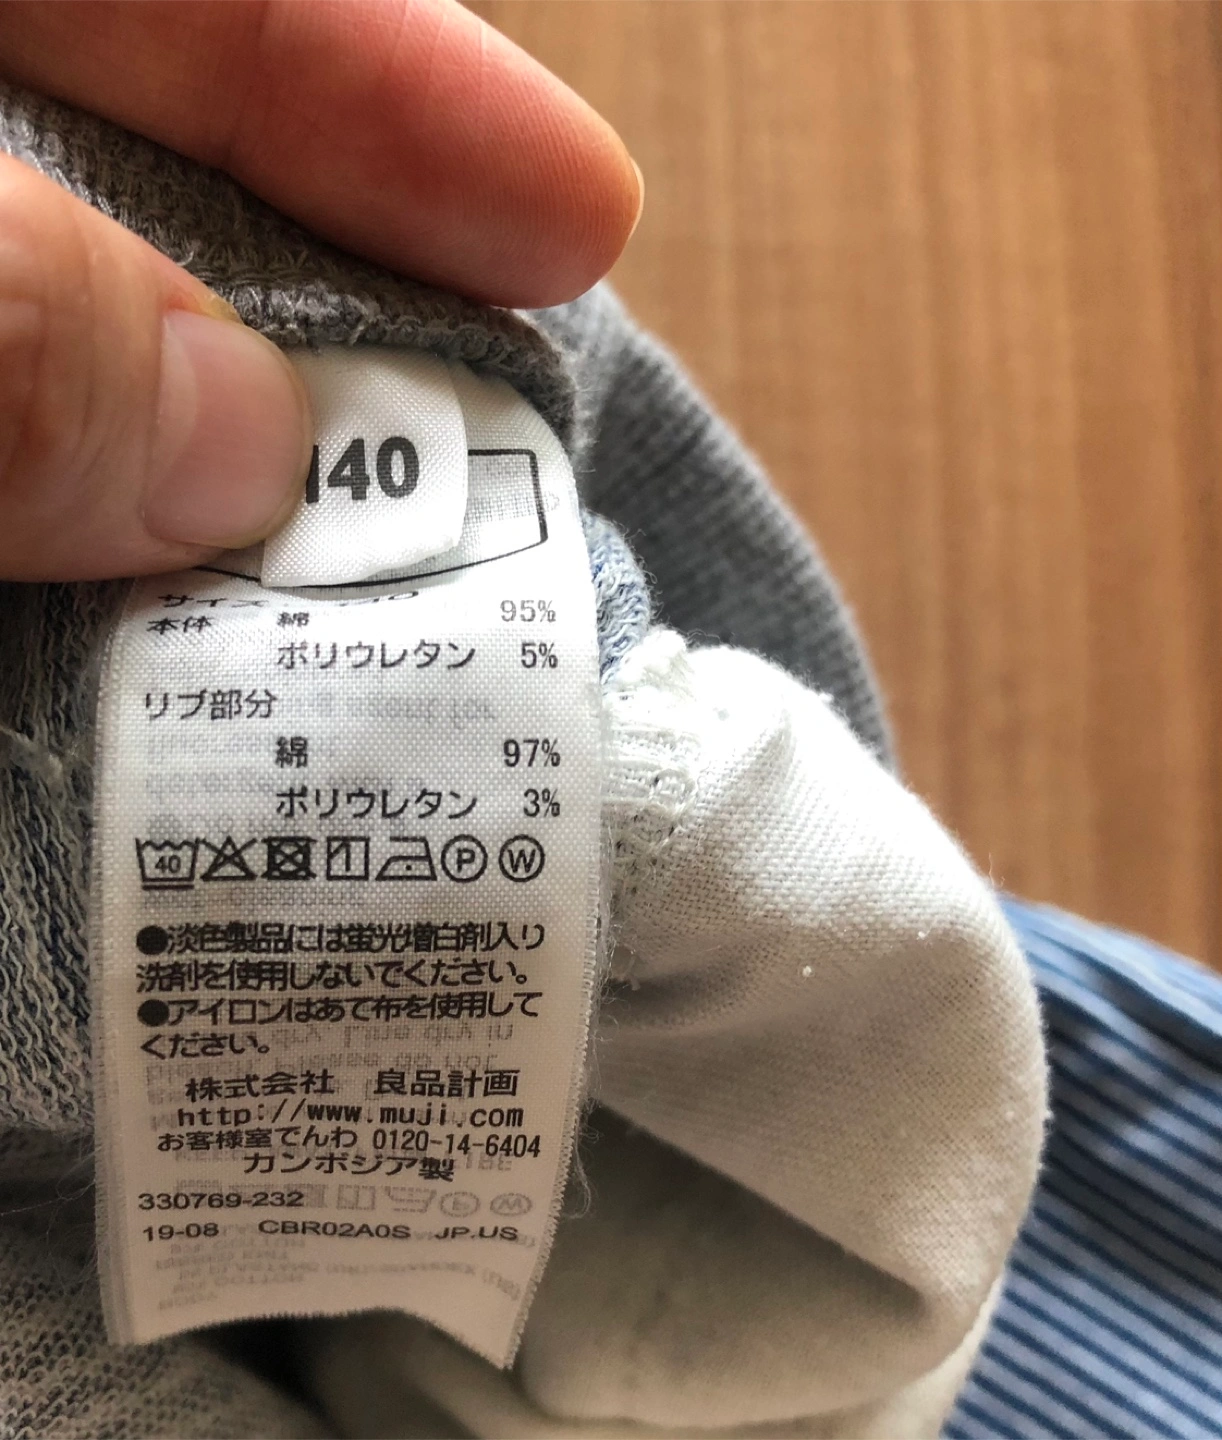 140
サイズ 140
本体 綿 95%
ポリウレタン 5%
リブ部分
綿 97%
ポリウレタン 3%
40 P W
●淡色製品には蛍光増白剤入り
洗剤を使用しないでください。
●アイロンはあて布を使用して
ください。
株式会社 良品計画
http://www.muji.com
お客様室でんわ 0120-14-6404
カンボジア製
330769-232
19-08 CBR02A0S JP.US